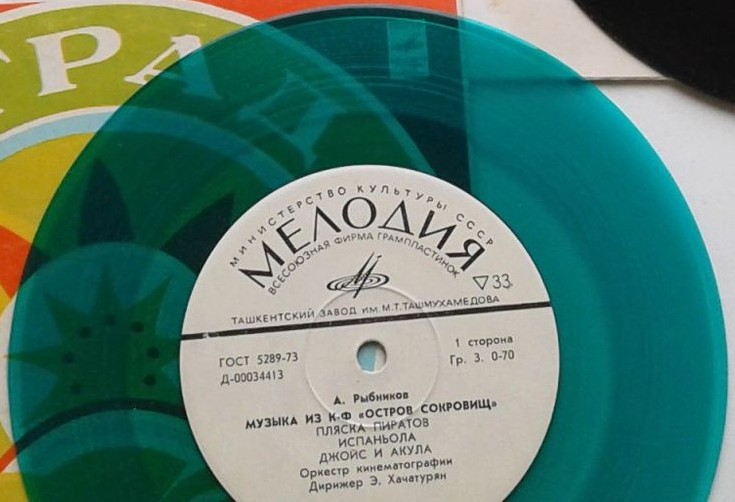 МИНИСТЕРСТВО КУЛЬТУРЫ СССР
МЕЛОДИЯ
ВСЕСОЮЗНАЯ ФИРМА ГРАМПЛАСТИНОК
▽33
ТАШКЕНТСКИЙ ЗАВОД ИМ. М.Т.ТАШМУХАМЕДОВА
ГОСТ 5289-73
Д-00034413
1 сторона
Гр. 3. 0-70
А. Рыбников
МУЗЫКА ИЗ К-Ф «ОСТРОВ СОКРОВИЩ»
ПЛЯСКА ПИРАТОВ
ИСПАНЬОЛА
ДЖОЙС И АКУЛА
Оркестр кинематографии
Дирижер Э. Хачатурян